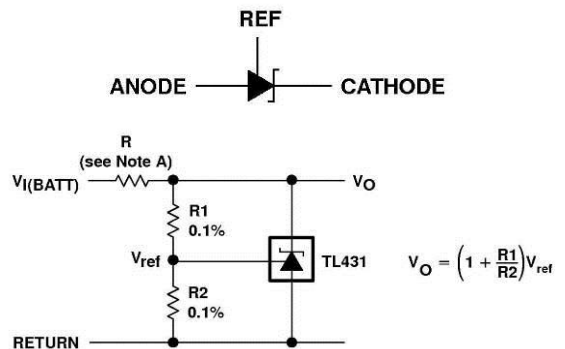 REF
ANODE
CATHODE
R
(see Note A)
VI(BATT)
VO
R1
0.1%
Vref
TL431
VO = (1 + R1/R2)Vref
R2
0.1%
RETURN